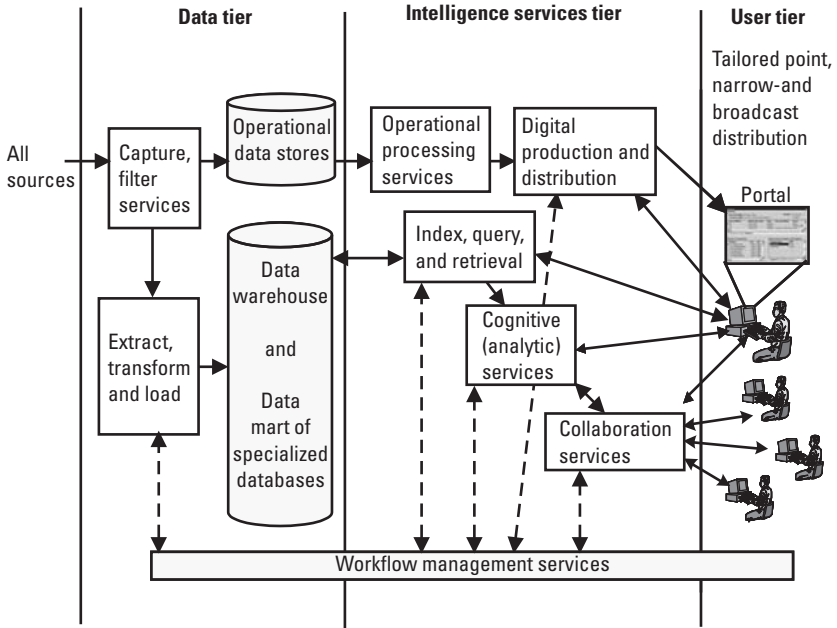 Data tier
Intelligence services tier
User tier
Tailored point,
narrow-and
broadcast
distribution
All
sources
Capture,
filter
services
Operational
data stores
Operational
processing
services
Digital
production and
distribution
Portal
Extract,
transform
and load
Data
warehouse
and
Data
mart of
specialized
databases
Index, query,
and retrieval
Cognitive
(analytic)
services
Collaboration
services
Workflow management services